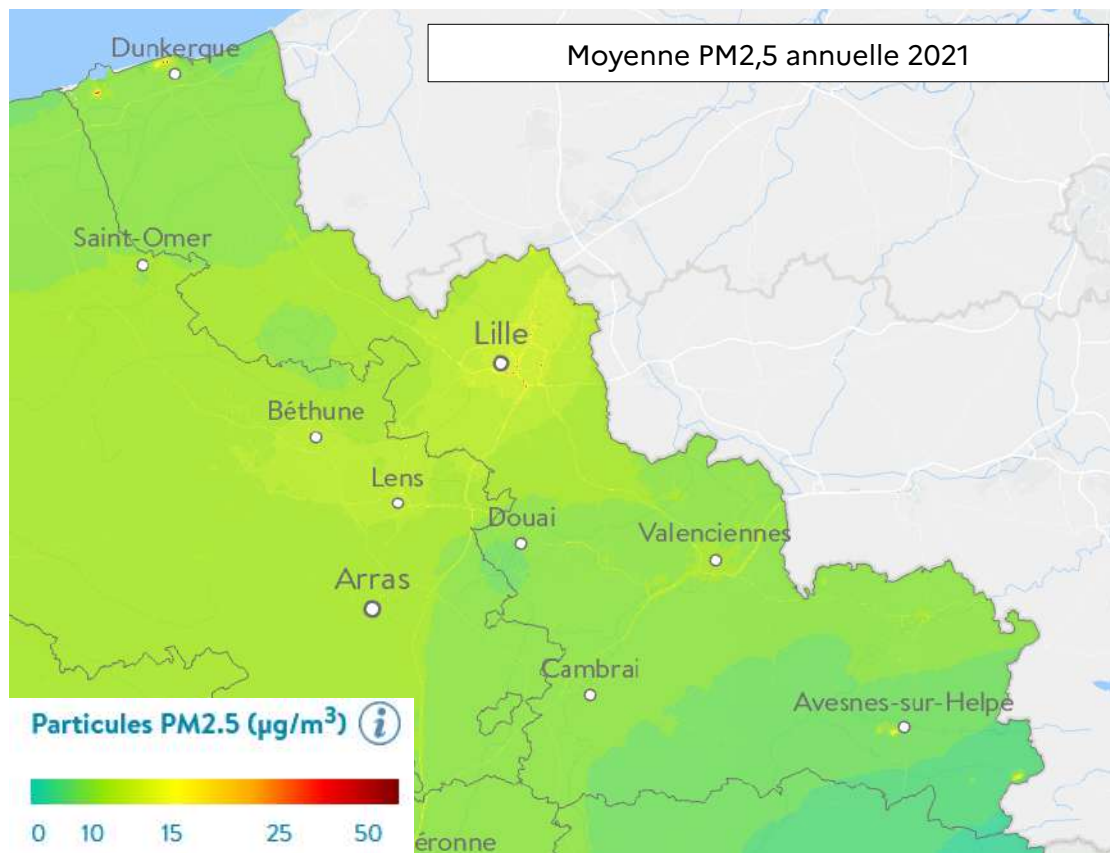 Dunkerque
Moyenne PM2,5 annuelle 2021
Saint-Omer
Lille
Béthune
Lens
Douai
Valenciennes
Arras
Cambrai
Avesnes-sur-Helpe
Particules PM2.5 (µg/m³) i
0 10 15 25 50
éronne